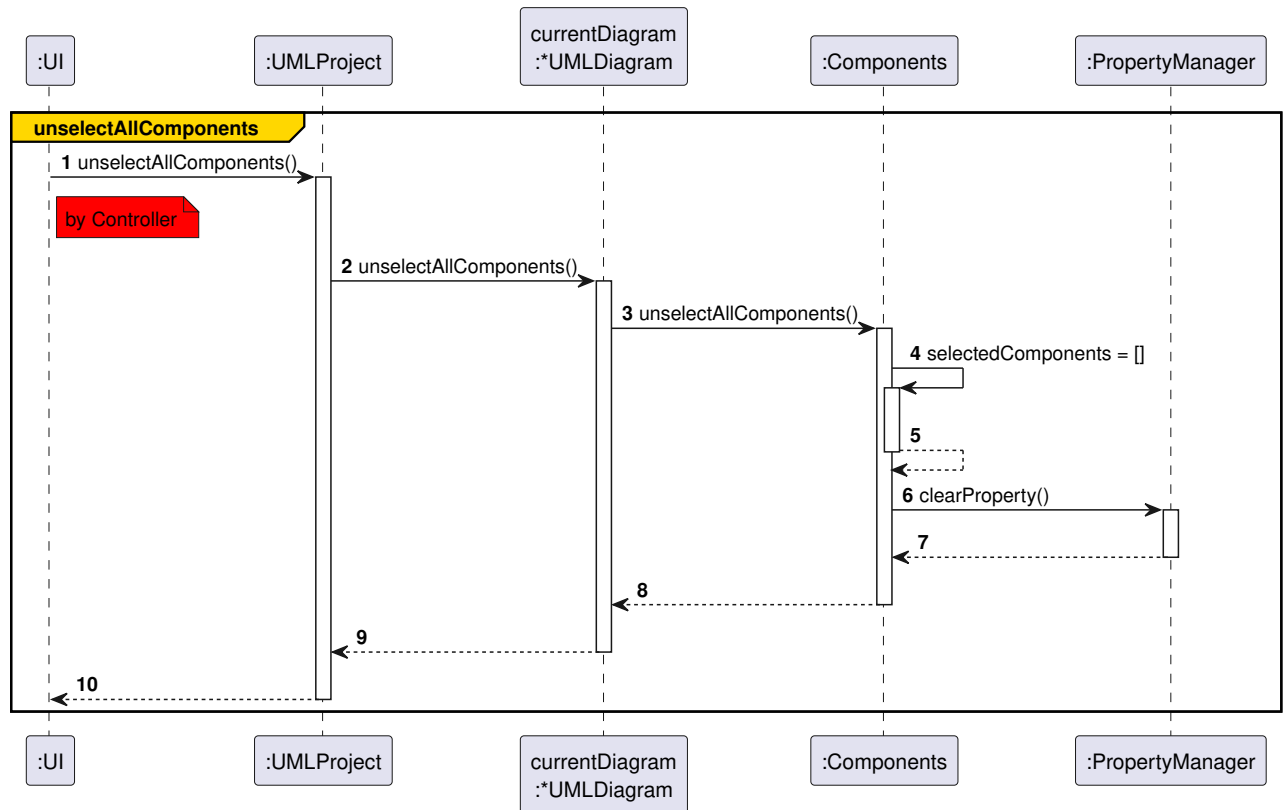 :UI
:UMLProject
currentDiagram
:*UMLDiagram
:Components
:PropertyManager
unselectAllComponents
1 unselectAllComponents()
by Controller
2 unselectAllComponents()
3 unselectAllComponents()
4 selectedComponents = []
5
6 clearProperty()
7
8
9
10
:UI
:UMLProject
currentDiagram
:*UMLDiagram
:Components
:PropertyManager